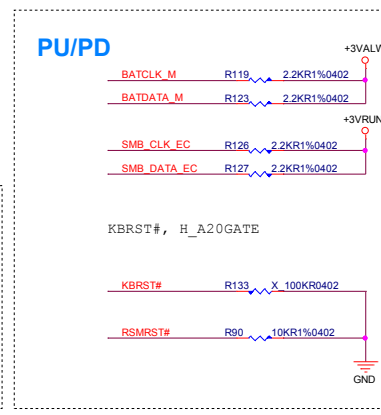 PU/PD
+3VALW
BATCLK_M R119 2.2KR1%0402
BATDATA_M R123 2.2KR1%0402
+3VRUN
SMB_CLK_EC R126 2.2KR1%0402
SMB_DATA_EC R127 2.2KR1%0402
KBRST#, H_A20GATE
KBRST# R133 X_100KR0402
RSMRST# R90 10KR1%0402
GND